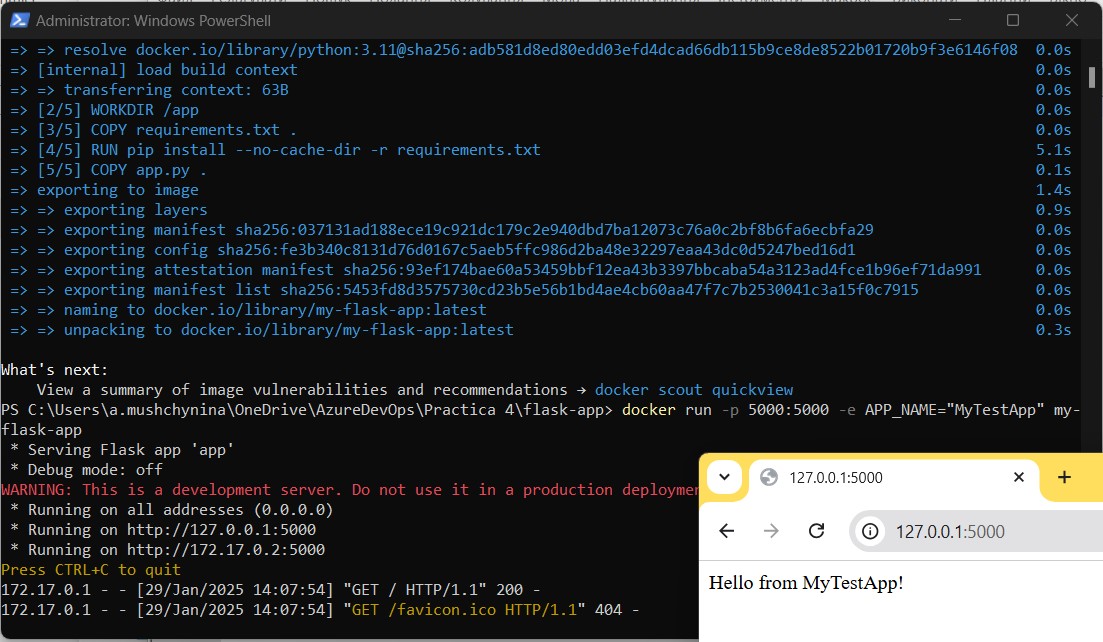 Administrator: Windows PowerShell
=> => resolve docker.io/library/python:3.11@sha256:adb581d8ed80edd03efd4dcad66db115b9ce8de8522b01720b9f3e6146f08 0.0s
=> [internal] load build context 0.0s
=> => transferring context: 63B 0.0s
=> [2/5] WORKDIR /app 0.0s
=> [3/5] COPY requirements.txt . 0.0s
=> [4/5] RUN pip install --no-cache-dir -r requirements.txt 5.1s
=> [5/5] COPY app.py . 0.1s
=> exporting to image 1.4s
=> => exporting layers 0.9s
=> => exporting manifest sha256:037131ad188ece19c921dc179c2e940dbd7ba12073c76a0c2bf8b6fa6ecbfa29 0.0s
=> => exporting config sha256:fe3b340c8131d76d0167c5aeb5ffc986d2ba48e32297eaa43dc0d5247bed16d1 0.0s
=> => exporting attestation manifest sha256:93ef174bae60a53459bbf12ea43b3397bbcaba54a3123ad4fce1b96ef71da991 0.0s
=> => exporting manifest list sha256:5453fd8d3575730cd23b5e56b1bd4ae4cb60aa47f7c7b2530041c3a15f0c7915 0.0s
=> => naming to docker.io/library/my-flask-app:latest 0.0s
=> => unpacking to docker.io/library/my-flask-app:latest 0.3s
What's next:
View a summary of image vulnerabilities and recommendations → docker scout quickview
PS C:\Users\a.mushchynina\OneDrive\AzureDevOps\Practica 4\flask-app> docker run -p 5000:5000 -e APP_NAME="MyTestApp" my-
flask-app
* Serving Flask app 'app'
* Debug mode: off
WARNING: This is a development server. Do not use it in a production deploymen
* Running on all addresses (0.0.0.0)
* Running on http://127.0.0.1:5000
* Running on http://172.17.0.2:5000
Press CTRL+C to quit
172.17.0.1 - - [29/Jan/2025 14:07:54] "GET / HTTP/1.1" 200 -
172.17.0.1 - - [29/Jan/2025 14:07:54] "GET /favicon.ico HTTP/1.1" 404 -
127.0.0.1:5000
127.0.0.1:5000
Hello from MyTestApp!